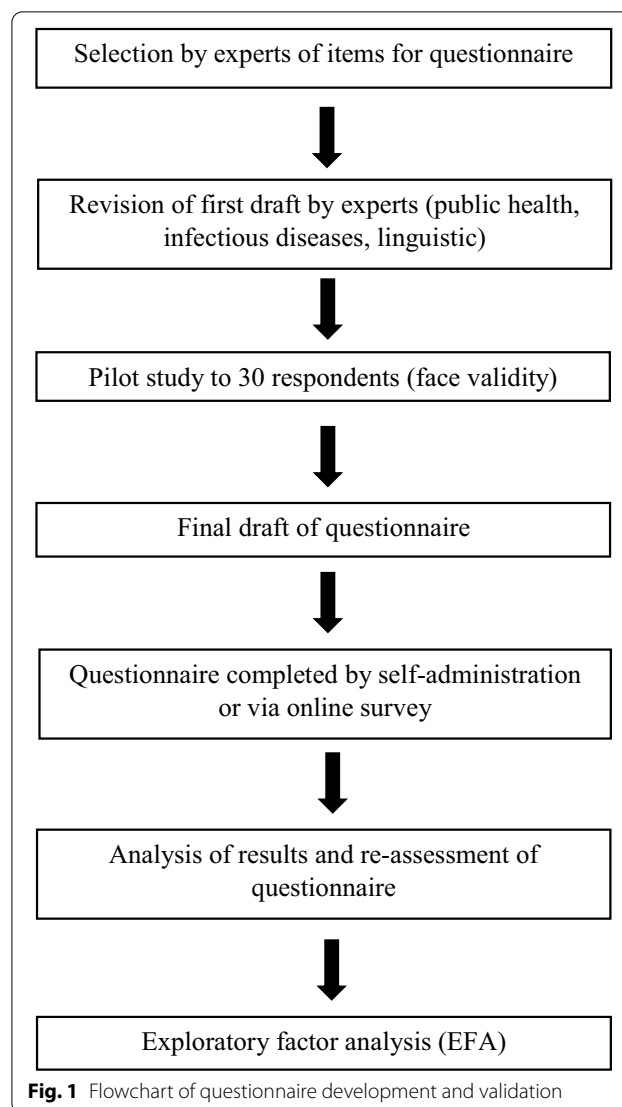 Selection by experts of items for questionnaire
Revision of first draft by experts (public health,
infectious diseases, linguistic)
Pilot study to 30 respondents (face validity)
Final draft of questionnaire
Questionnaire completed by self-administration
or via online survey
Analysis of results and re-assessment of
questionnaire
Exploratory factor analysis (EFA)
Fig. 1 Flowchart of questionnaire development and validation